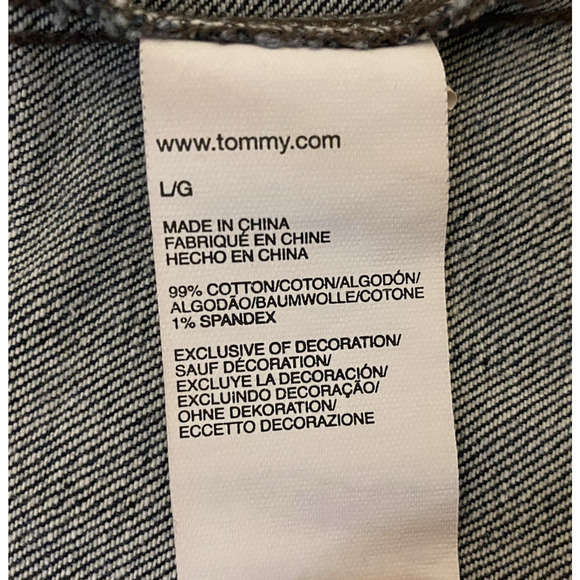 www.tommy.com
L/G
MADE IN CHINA
FABRIQUÉ EN CHINE
HECHO EN CHINA
99% COTTON/COTON/ALGODÓN/
ALGODÃO/BAUMWOLLE/COTONE
1% SPANDEX
EXCLUSIVE OF DECORATION/
SAUF DÉCORATION/
EXCLUYE LA DECORACIÓN/
EXCLUiNDO DECORAÇÃO/
OHNE DEKORATION/
ECCETTO DECORAZIONE